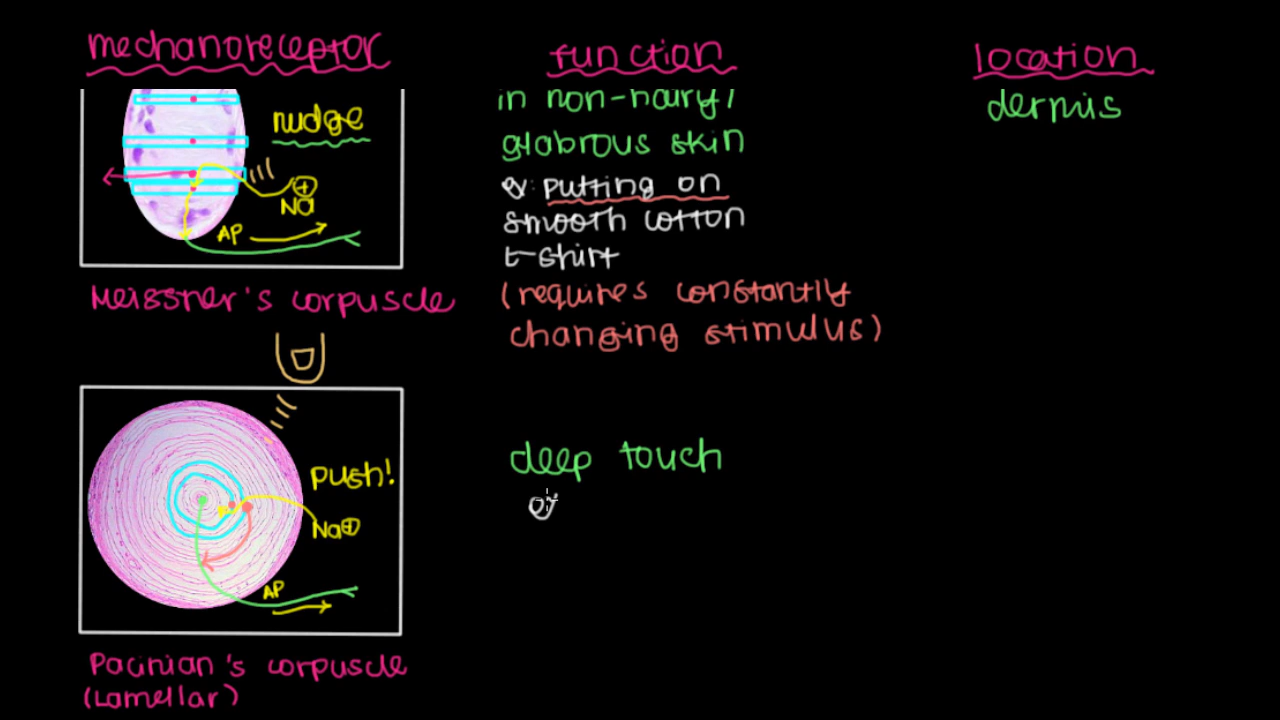 mechanoreceptor
function
location
in non-hairy/
glabrous skin
ex: putting on
smooth cotton
t-shirt
(requires constantly
changing stimulus)
dermis
nudge
+
Na
AP
Meissner's corpuscle
deep touch
push!
Na+
AP
Pacinian's corpuscle
(Lamellar)